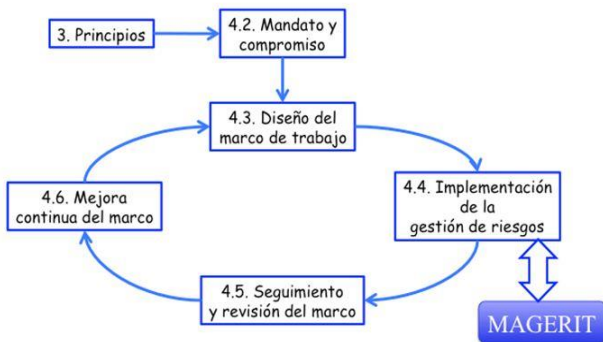 3. Principios
4.2. Mandato y
compromiso
4.3. Diseño del
marco de trabajo
4.6. Mejora
continua del marco
4.4. Implementación
de la
gestión de riesgos
4.5. Seguimiento
y revisión del marco
MAGERIT